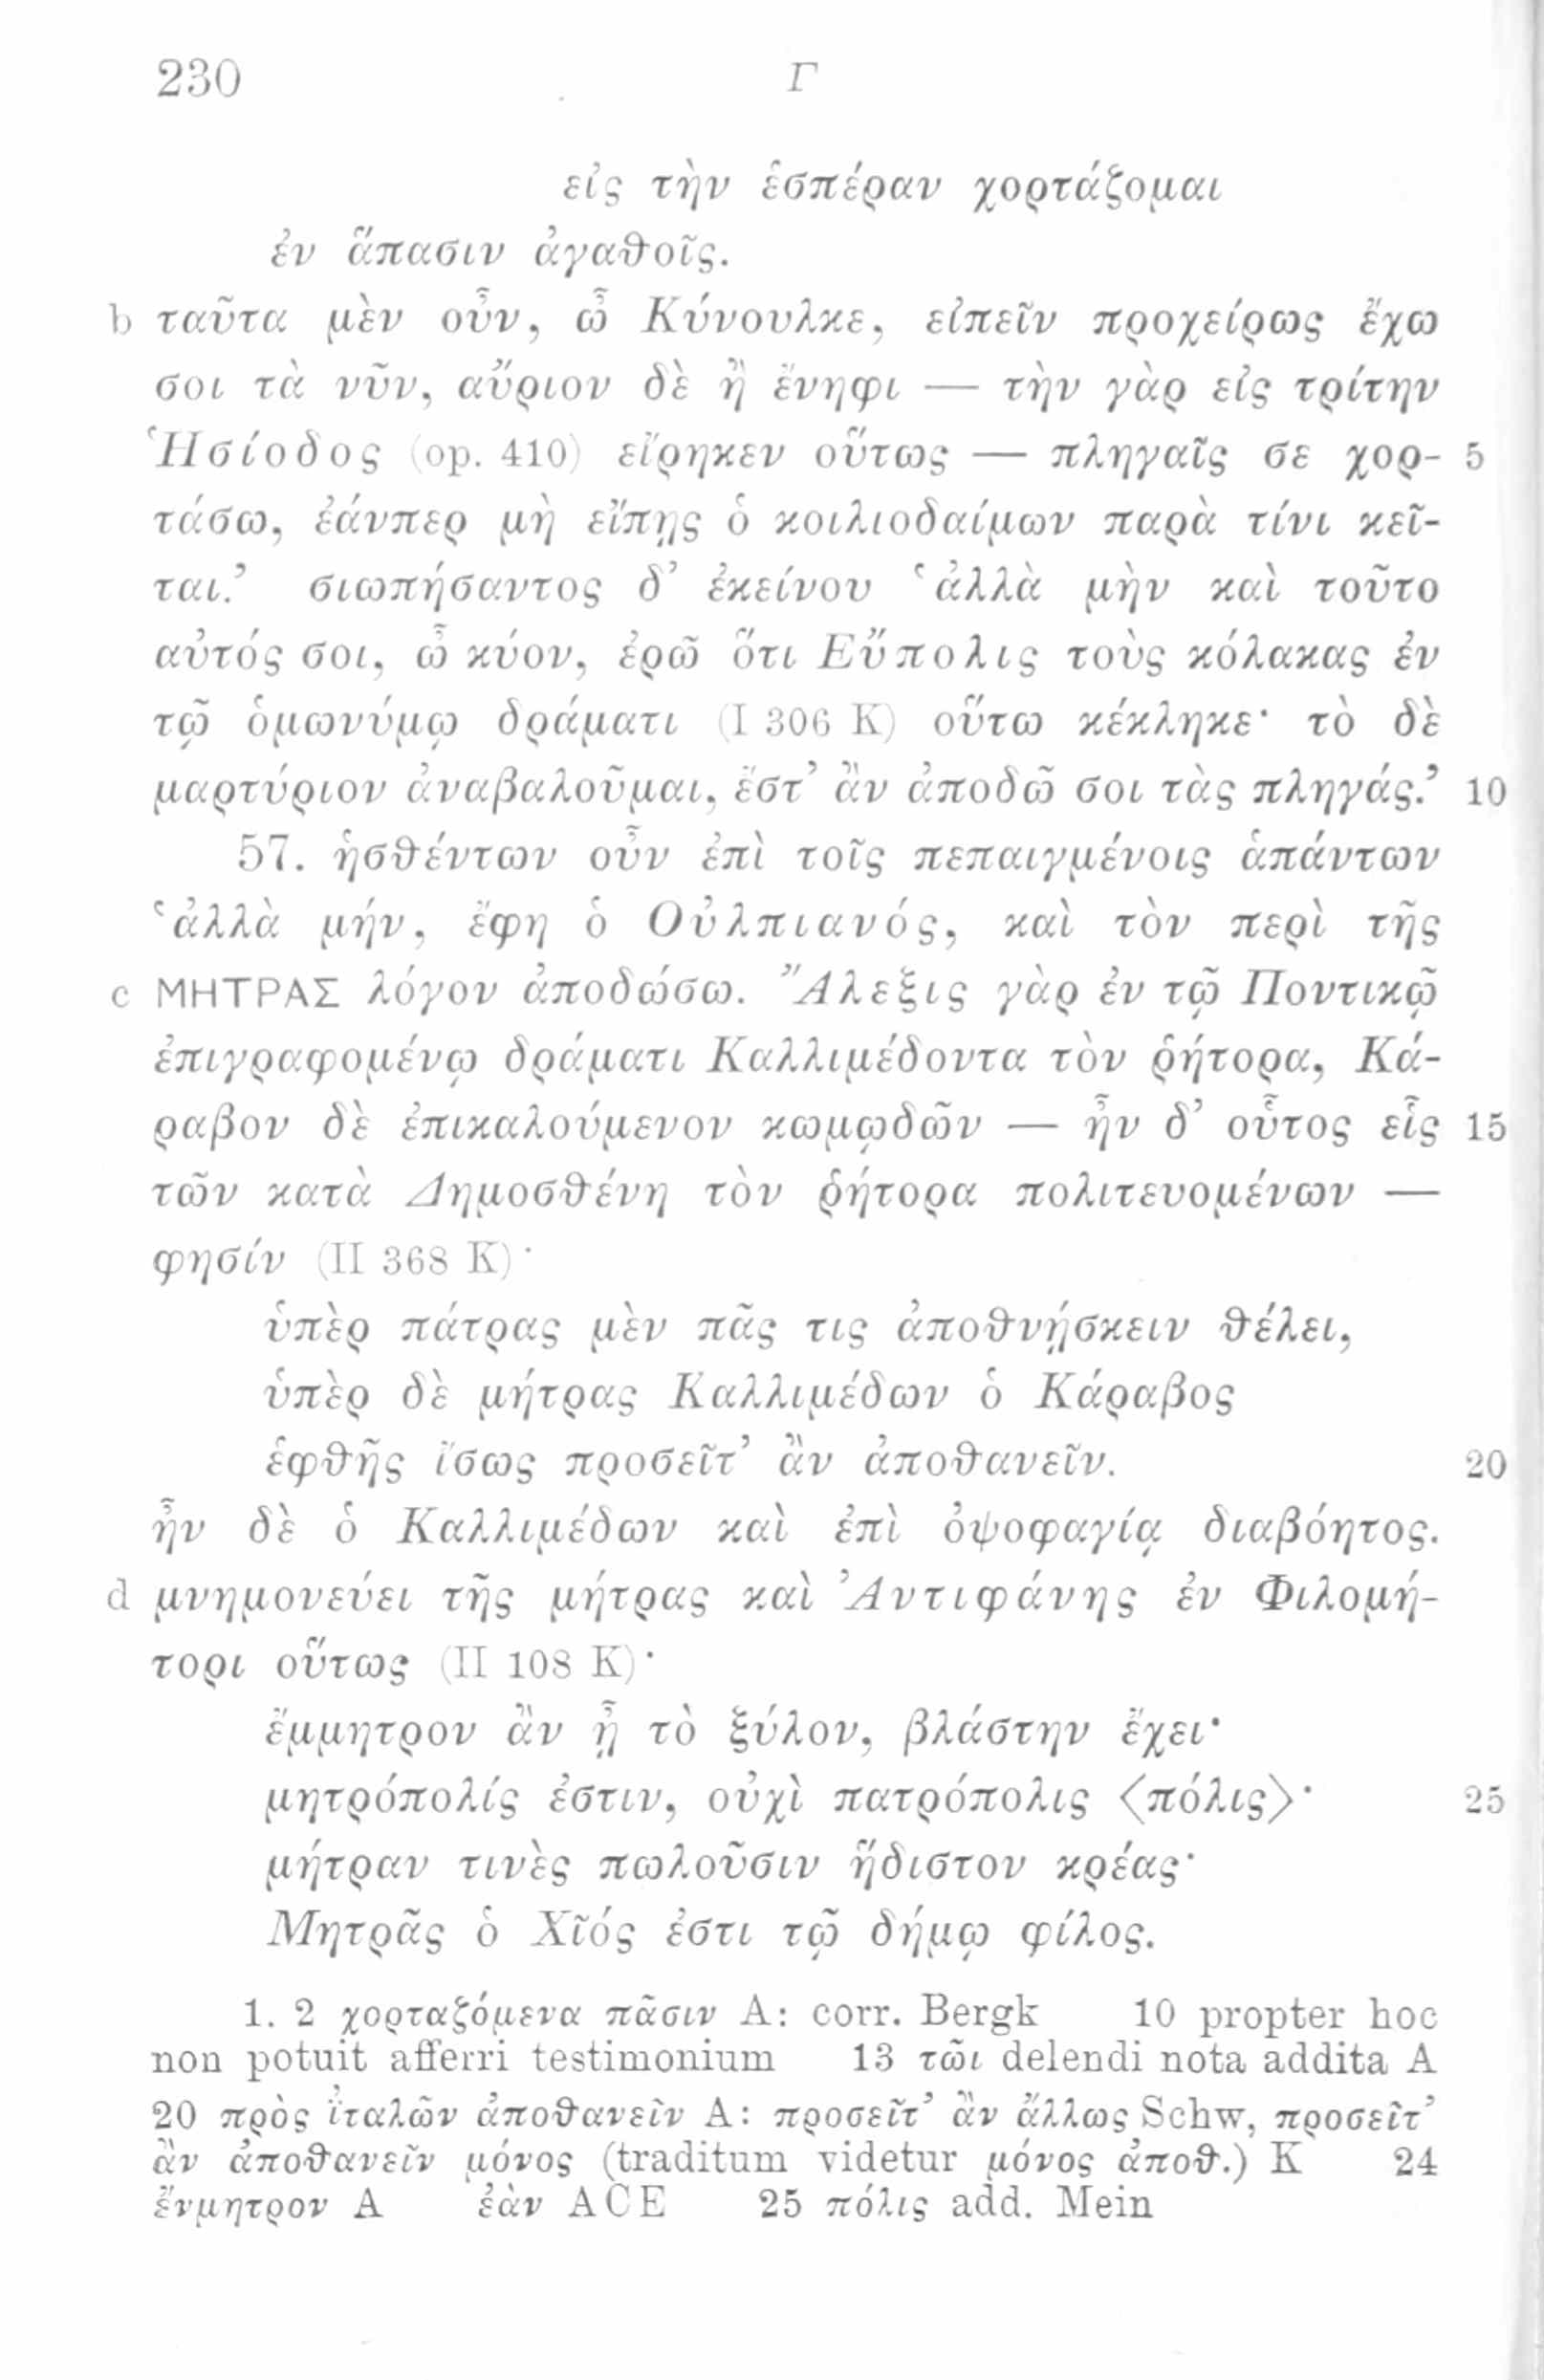 230 Γ
εἰς τὴν ἑσπέραν χορτάζομαι
ἐν ἅπασιν ἀγαθοῖς.
b ταῦτα μὲν οὖν, ὦ Κύνουλκε, εἰπεῖν προχείρως ἔχω
σοι τὰ νῦν, αὔριον δὲ ἢ ἔνηφι — τὴν γὰρ εἰς τρίτην
Ἡσίοδος (op. 410) εἴρηκεν οὕτως — πληγαῖς σε χορ- 5
τάσω, ἐάνπερ μὴ εἴπῃς ὁ κοιλιοδαίμων παρὰ τίνι κεῖ-
ται.’ σιωπήσαντος δ’ ἐκείνου ‘ἀλλὰ μὴν καὶ τοῦτο
αὐτός σοι, ὦ κύον, ἐρῶ ὅτι Εὔπολις τοὺς κόλακας ἐν
τῷ ὁμωνύμῳ δράματι (I 306 K) οὕτω κέκληκε· τὸ δὲ
μαρτύριον ἀναβαλοῦμαι, ἔστ’ ἂν ἀποδῶ σοι τὰς πληγάς.’ 10
57. ἡσθέντων οὖν ἐπὶ τοῖς πεπαιγμένοις ἁπάντων
‘ἀλλὰ μήν, ἔφη ὁ Οὐλπιανός, καὶ τὸν περὶ τῆς
c ΜΗΤΡΑΣ λόγον ἀποδώσω. Ἄλεξις γὰρ ἐν τῷ Ποντικῷ
ἐπιγραφομένῳ δράματι Καλλιμέδοντα τὸν ῥήτορα, Κά-
ραβον δὲ ἐπικαλούμενον κωμῳδῶν — ἦν δ’ οὗτος εἷς 15
τῶν κατὰ Δημοσθένη τὸν ῥήτορα πολιτευομένων —
φησίν (II 368 K)·
ὑπὲρ πάτρας μὲν πᾶς τις ἀποθνῄσκειν θέλει,
ὑπὲρ δὲ μήτρας Καλλιμέδων ὁ Κάραβος
ἑφθῆς ἴσως προσεῖτ’ ἂν ἀποθανεῖν. 20
ἦν δὲ ὁ Καλλιμέδων καὶ ἐπὶ ὀψοφαγίᾳ διαβόητος.
d μνημονεύει τῆς μήτρας καὶ Ἀντιφάνης ἐν Φιλομή-
τορι οὕτως (II 108 K)·
ἔμμητρον ἂν ᾖ τὸ ξύλον, βλάστην ἔχει·
μητρόπολίς ἐστιν, οὐχὶ πατρόπολις ⟨πόλις⟩· 25
μήτραν τινὲς πωλοῦσιν ἥδιστον κρέας·
Μητρᾶς ὁ Χῖός ἐστι τῷ δήμῳ φίλος.
1. 2 χορταζόμενα πᾶσιν A: corr. Bergk 10 propter hoc
non potuit afferri testimonium 13 τῶι delendi nota addita A
20 πρὸς ἰταλῶν ἀποθανεῖν A: προσεῖτ’ ἂν ἄλλως Schw, προσεῖτ’
ἂν ἀποθανεῖν μόνος (traditum videtur μόνος ἀποθ.) K 24
ἔνμητρον A ἐὰν ACE 25 πόλις add. Mein